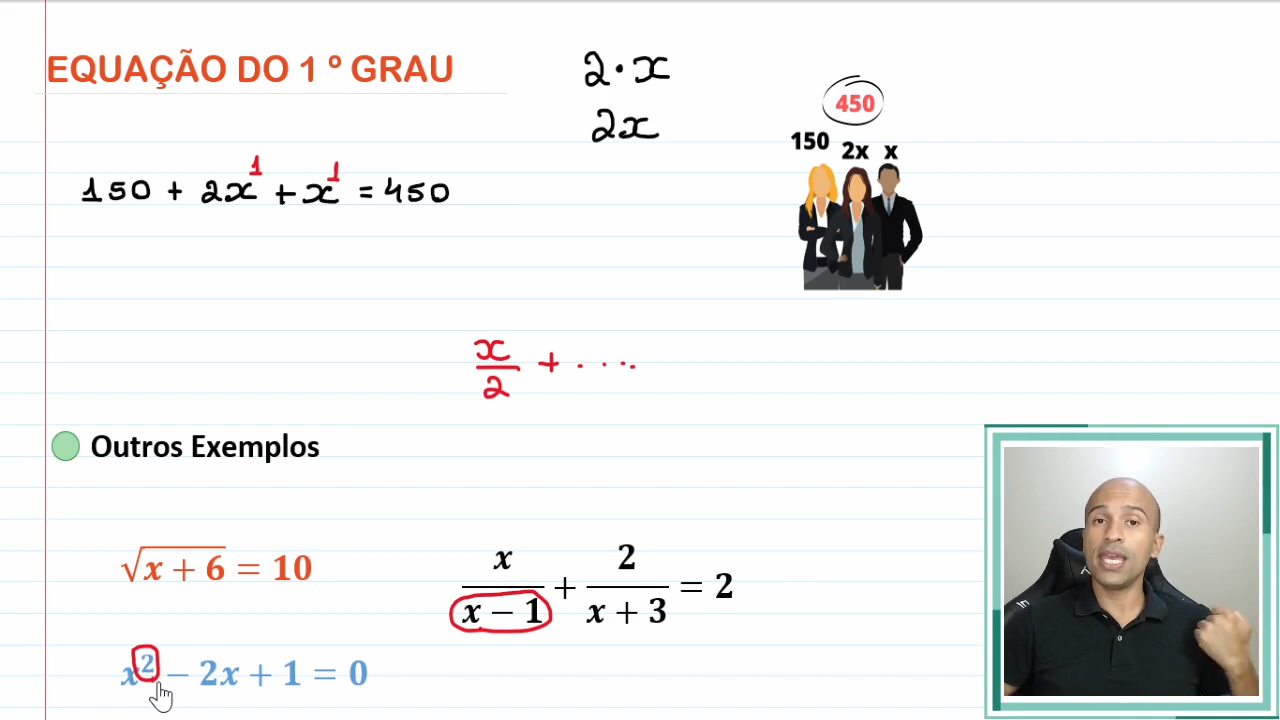 EQUAÇÃO DO 1 º GRAU
2 · x
2x
450
150 2x x
150 + 2x¹ + x¹ = 450
x/2 + ....
Outros Exemplos
√(x + 6) = 10
x/(x − 1) + 2/(x + 3) = 2
x² − 2x + 1 = 0